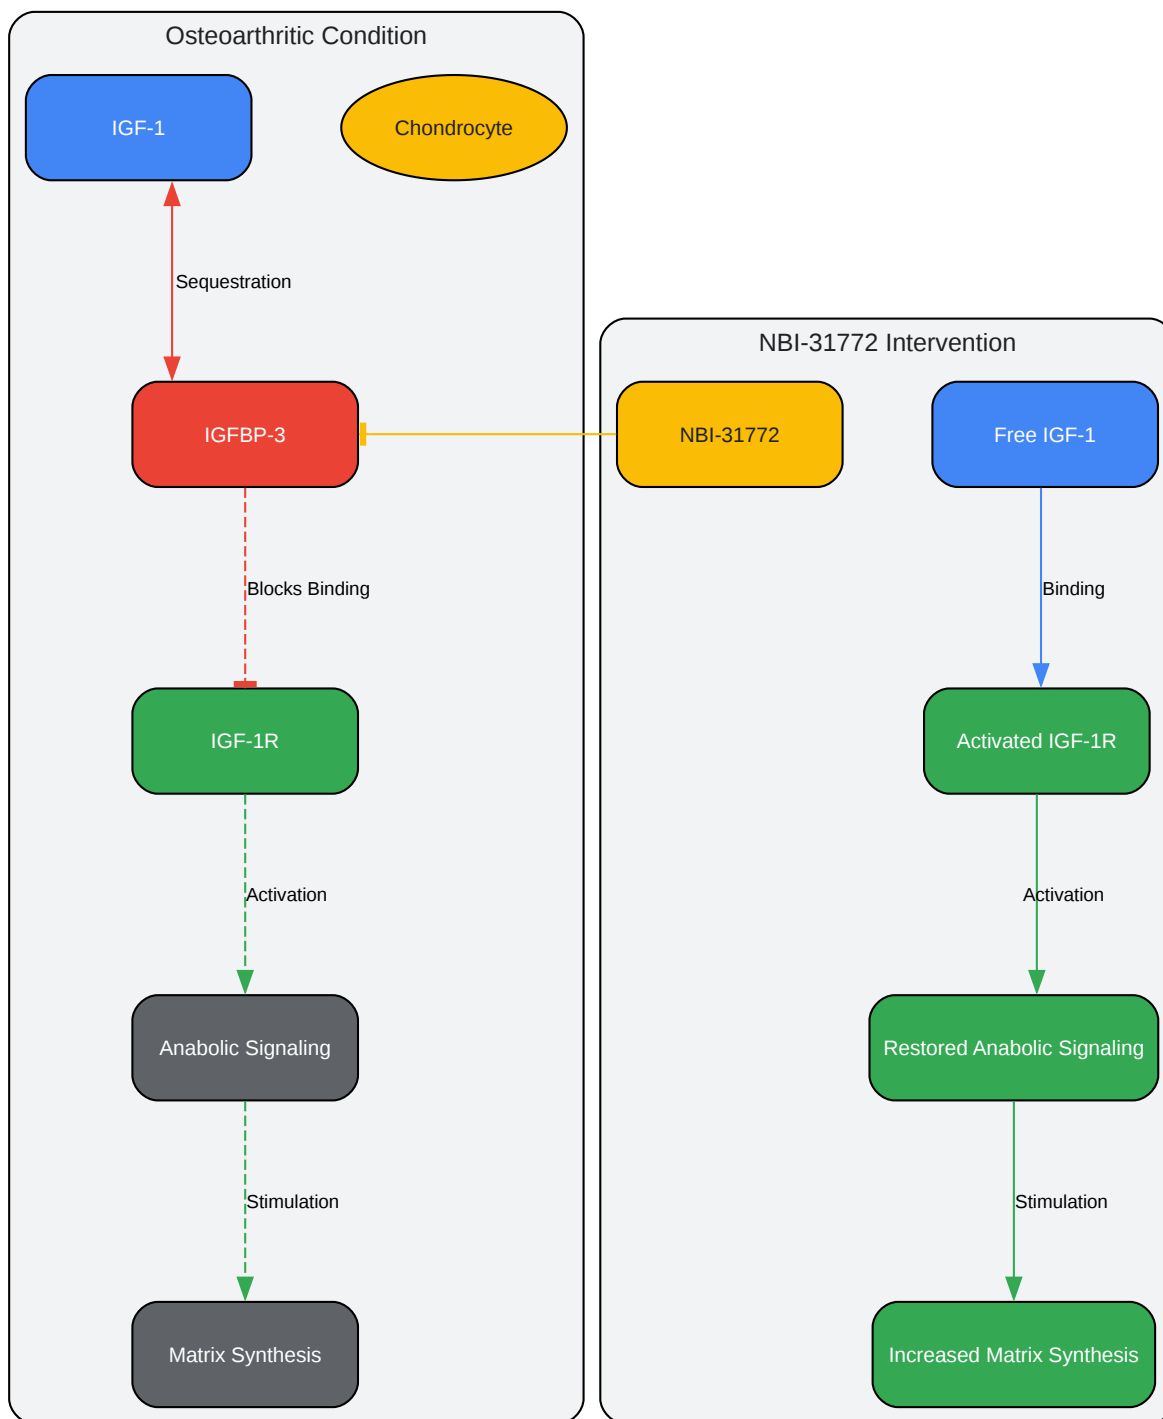 Osteoarthritic Condition
IGF-1
Chondrocyte
Sequestration
IGFBP-3
Blocks Binding
IGF-1R
Activation
Anabolic Signaling
Stimulation
Matrix Synthesis
NBI-31772 Intervention
NBI-31772
Free IGF-1
Binding
Activated IGF-1R
Activation
Restored Anabolic Signaling
Stimulation
Increased Matrix Synthesis